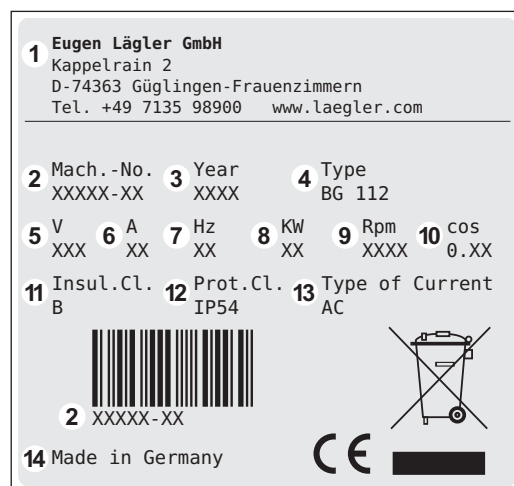 1 Eugen Lägler GmbH
Kappelrain 2
D-74363 Güglingen-Frauenzimmern
Tel. +49 7135 98900 www.laegler.com
2 Mach.-No. 3 Year 4 Type
XXXXX-XX XXXX BG 112
5 V 6 A 7 Hz 8 KW 9 Rpm 10 cos
XXX XX XX XX XXXX 0.XX
11 Insul.Cl. 12 Prot.Cl. 13 Type of Current
B IP54 AC
2 XXXXX-XX
14 Made in Germany CE